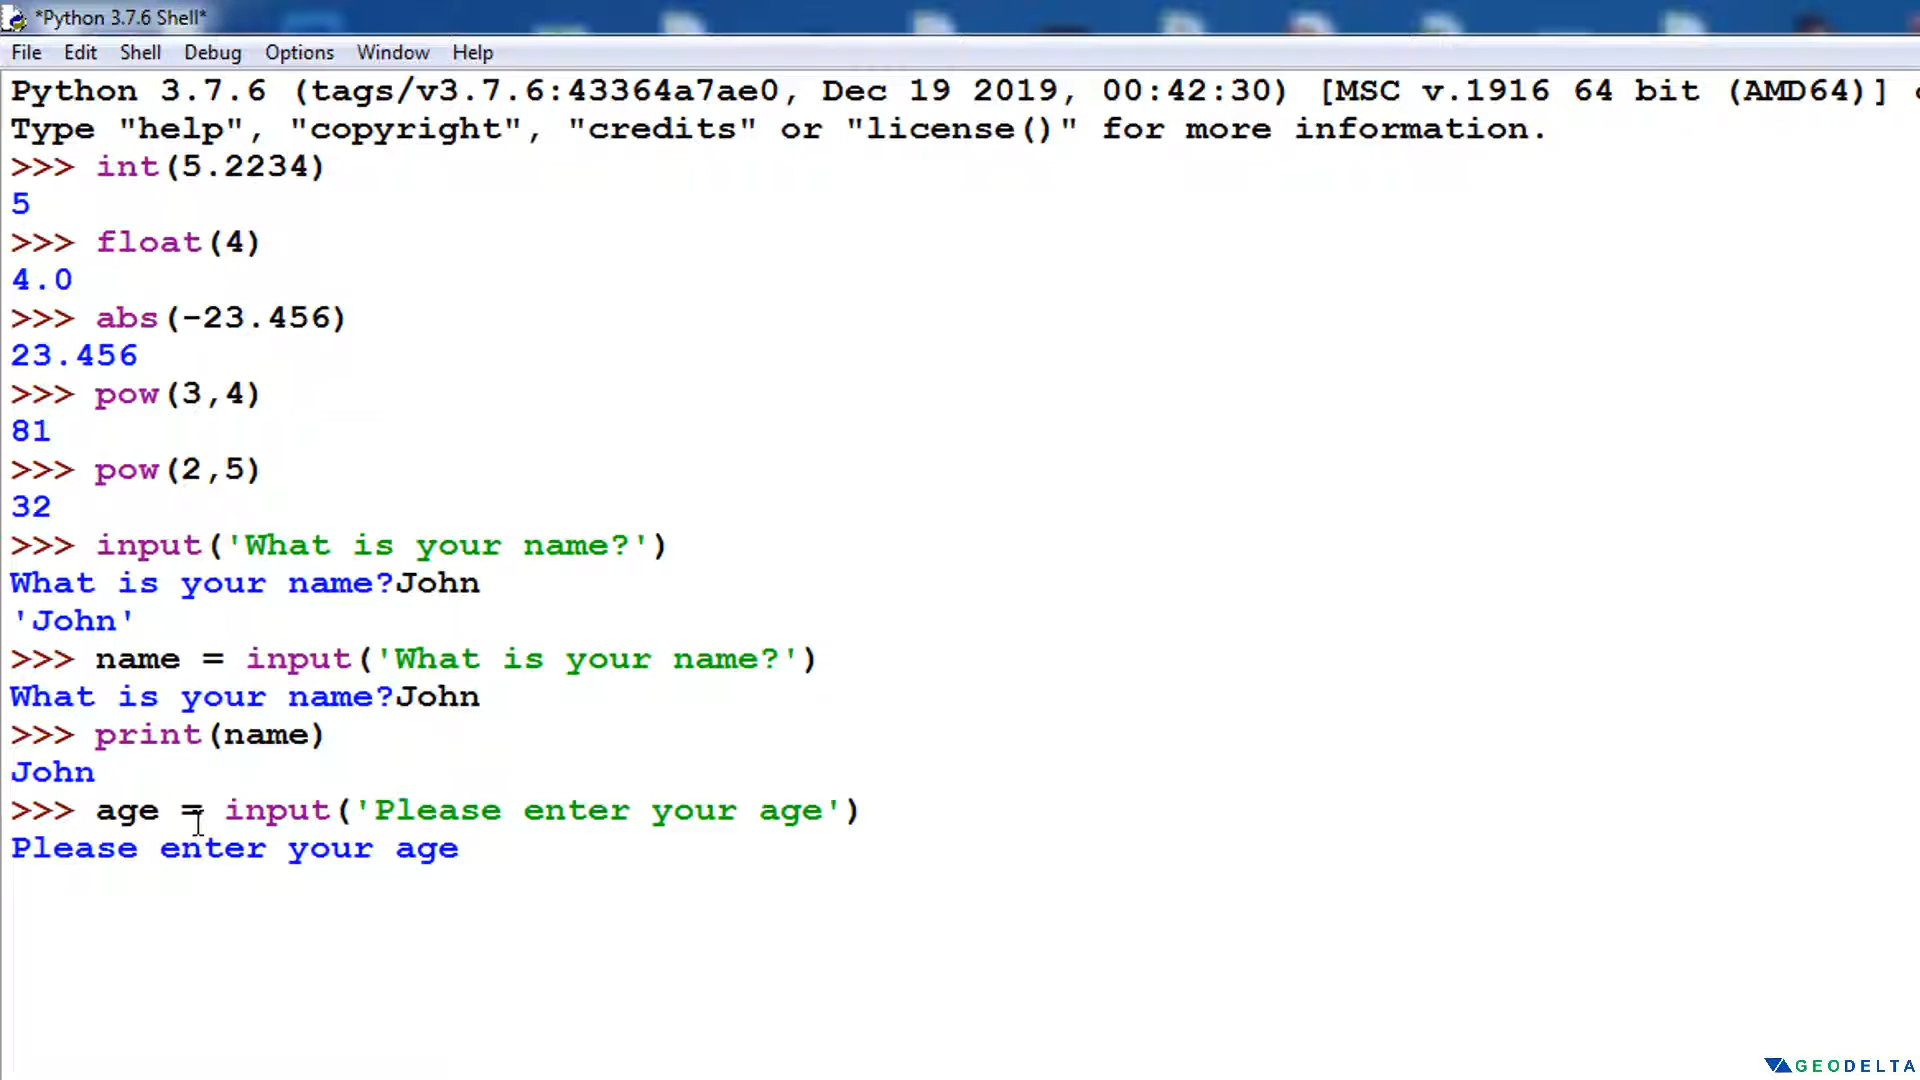 *Python 3.7.6 Shell*
File Edit Shell Debug Options Window Help
Python 3.7.6 (tags/v3.7.6:43364a7ae0, Dec 19 2019, 00:42:30) [MSC v.1916 64 bit (AMD64)]
Type "help", "copyright", "credits" or "license()" for more information.
>>> int(5.2234)
5
>>> float(4)
4.0
>>> abs(-23.456)
23.456
>>> pow(3,4)
81
>>> pow(2,5)
32
>>> input('What is your name?')
What is your name?John
'John'
>>> name = input('What is your name?')
What is your name?John
>>> print(name)
John
>>> age = input('Please enter your age')
Please enter your age
GEODELTA